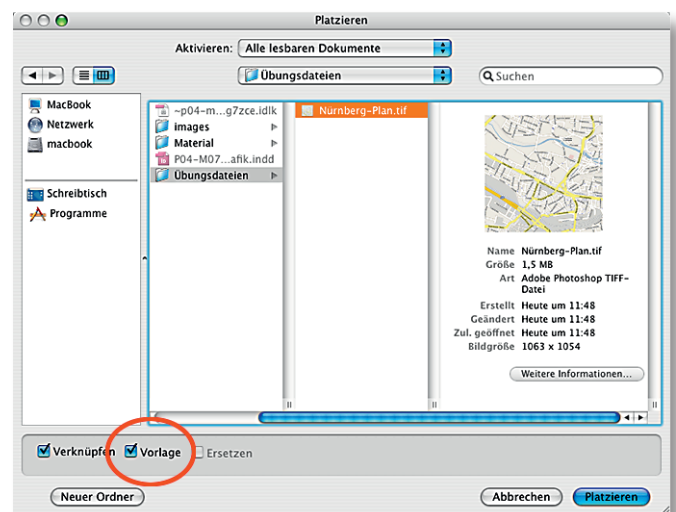 Platzieren
Aktivieren: Alle lesbaren Dokumente
Übungsdateien
Suchen
MacBook
Netzwerk
macbook
Schreibtisch
Programme
~p04-m...g7zce.idlk
images
Material
P04-M07...afik.indd
Übungsdateien
Nürnberg-Plan.tif
Name Nürnberg-Plan.tif
Größe 1,5 MB
Art Adobe Photoshop TIFF-
Datei
Erstellt Heute um 11:48
Geändert Heute um 11:48
Zul. geöffnet Heute um 11:48
Bildgröße 1063 x 1054
Weitere Informationen...
Verknüpfen Vorlage Ersetzen
Neuer Ordner Abbrechen Platzieren